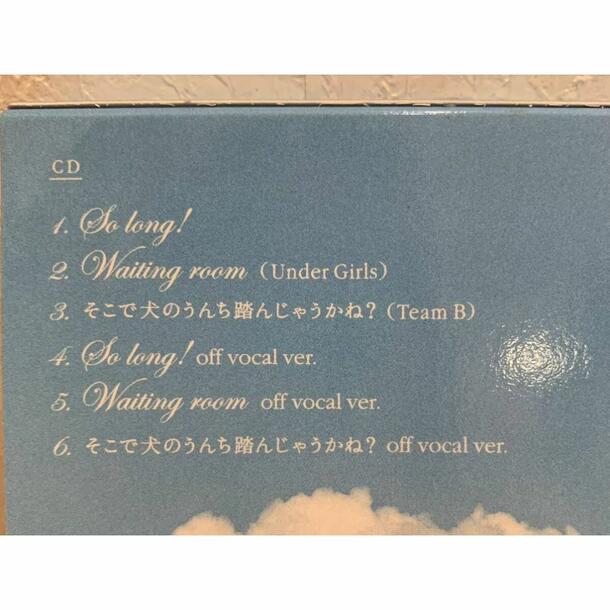 CD
1. So long!
2. Waiting room (Under Girls)
3. そこで犬のうんち踏んじゃうかね?(Team B)
4. So long! off vocal ver.
5. Waiting room off vocal ver.
6. そこで犬のうんち踏んじゃうかね? off vocal ver.